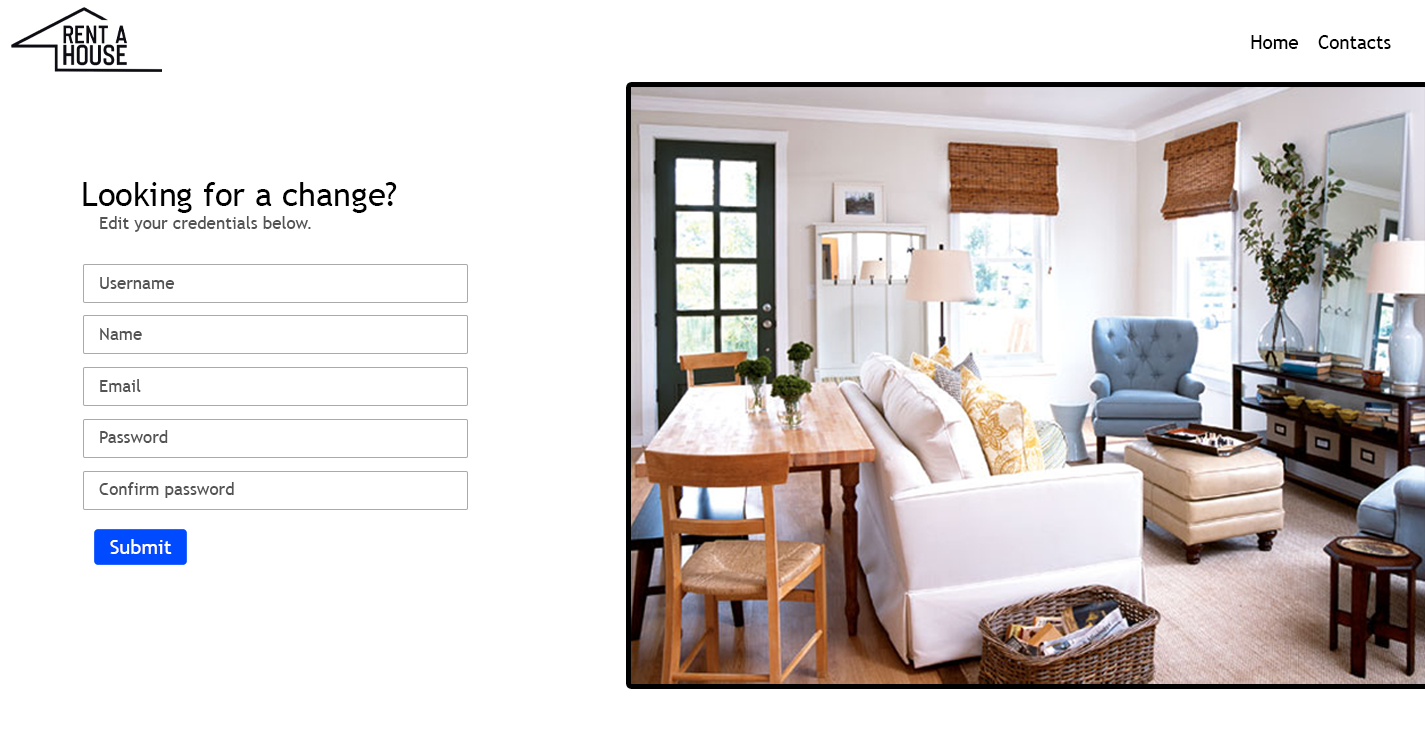 RENT A
HOUSE
Home Contacts
Looking for a change?
Edit your credentials below.
Username
Name
Email
Password
Confirm password
Submit